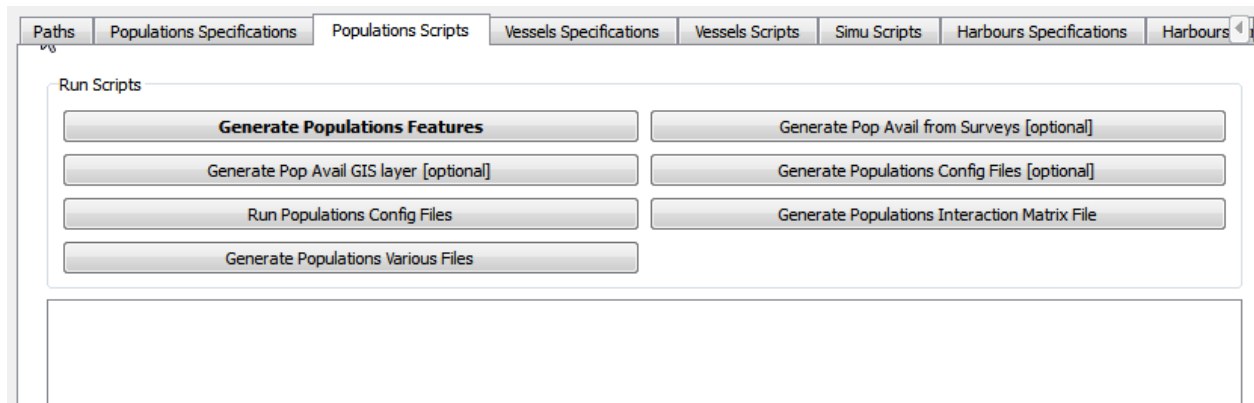 Paths Populations Specifications Populations Scripts Vessels Specifications Vessels Scripts Simu Scripts Harbours Specifications Harbours
Run Scripts
Generate Populations Features Generate Pop Avail from Surveys [optional]
Generate Pop Avail GIS layer [optional] Generate Populations Config Files [optional]
Run Populations Config Files Generate Populations Interaction Matrix File
Generate Populations Various Files